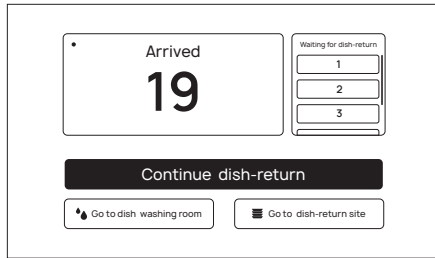 Arrived
19
Waiting for dish-return
1
2
3
Continue dish-return
Go to dish washing room
Go to dish-return site